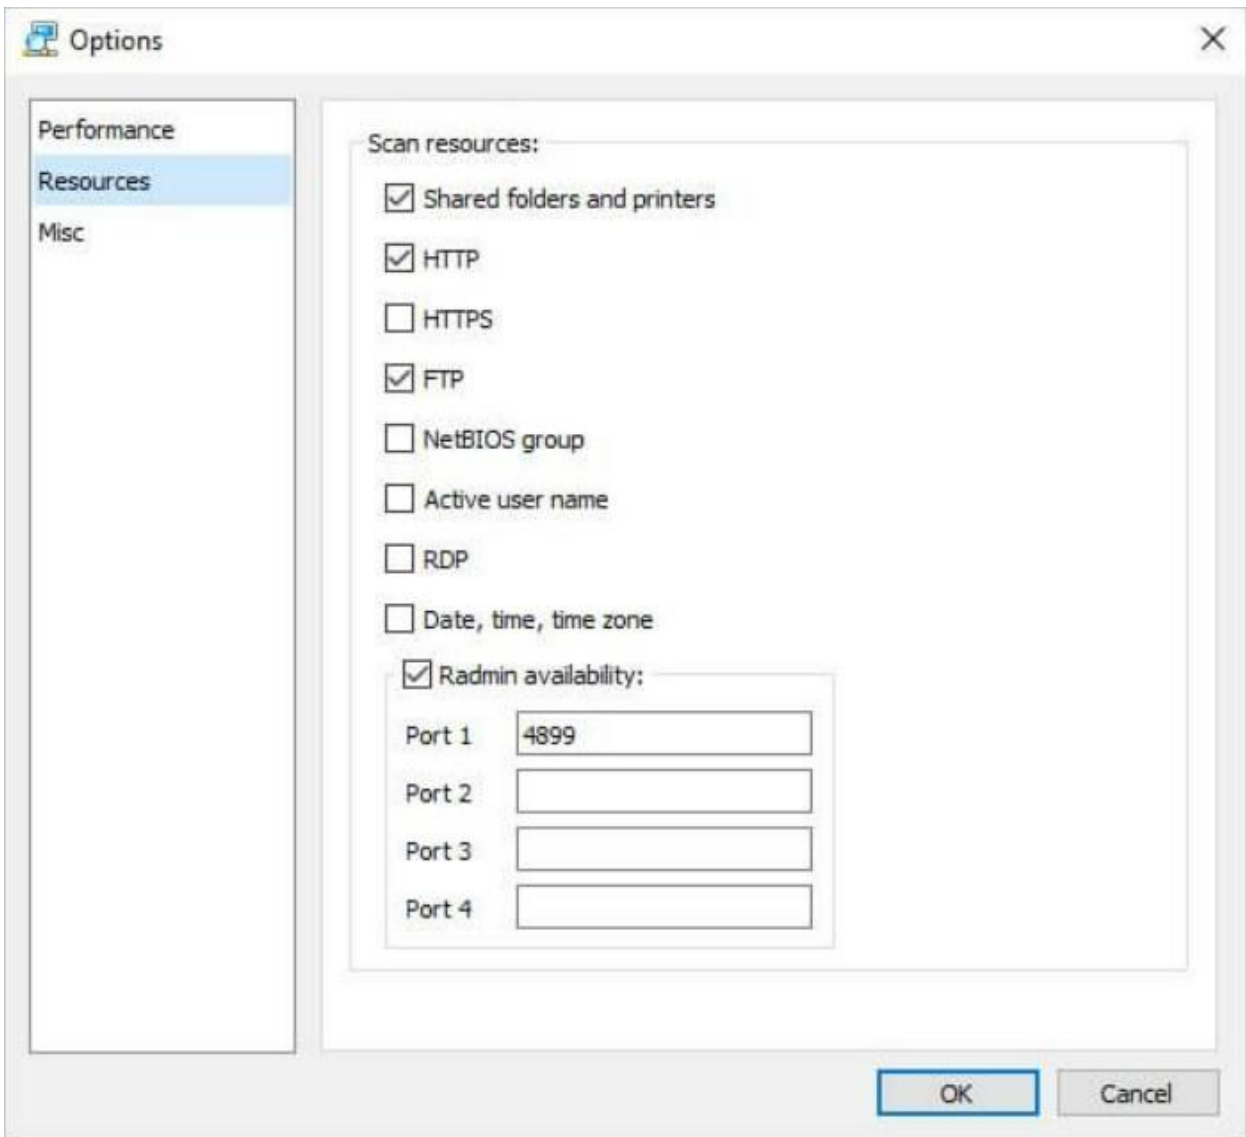 Options
Performance
Resources
Misc
Scan resources:
Shared folders and printers
HTTP
HTTPS
FTP
NetBIOS group
Active user name
RDP
Date, time, time zone
Radmin availability:
Port 1 4899
Port 2
Port 3
Port 4
OK Cancel